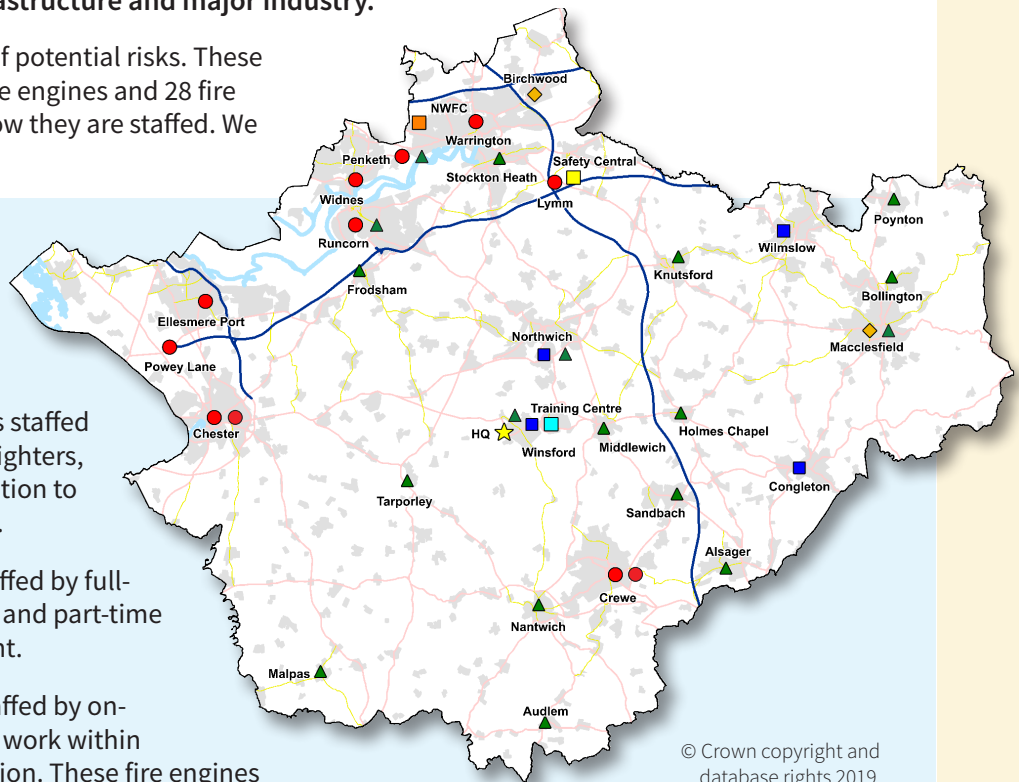 astructure and major industry.
of potential risks. These
e engines and 28 fire
ow they are staffed. We
s staffed
ighters,
tion to
ffed by full-
and part-time
nt.
affed by on-
work within
ion. These fire engines
Birchwood
NWFC
Warrington
Penketh
Stockton Heath
Safety Central
Widnes
Lymm
Runcorn
Poynton
Wilmslow
Knutsford
Frodsham
Bollington
Ellesmere Port
Northwich
Macclesfield
Powey Lane
Training Centre
Chester
HQ
Holmes Chapel
Middlewich
Winsford
Congleton
Tarporley
Sandbach
Alsager
Crewe
Nantwich
Malpas
Audlem
© Crown copyright and
database rights 2019